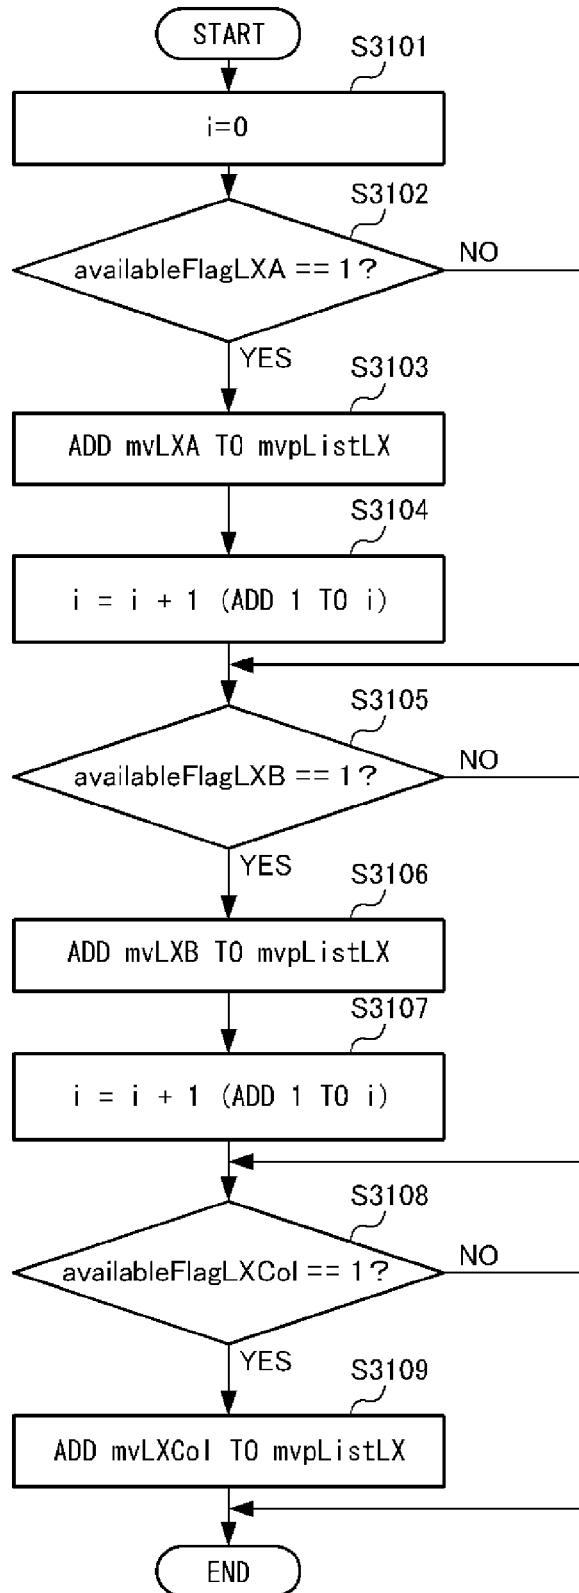 START
S3101
i=0
S3102
availableFlagLXA == 1?
NO
YES
S3103
ADD mvLXA TO mvpListLX
S3104
i = i + 1 (ADD 1 TO i)
S3105
availableFlagLXB == 1?
NO
YES
S3106
ADD mvLXB TO mvpListLX
S3107
i = i + 1 (ADD 1 TO i)
S3108
availableFlagLXCol == 1?
NO
YES
S3109
ADD mvLXCol TO mvpListLX
END